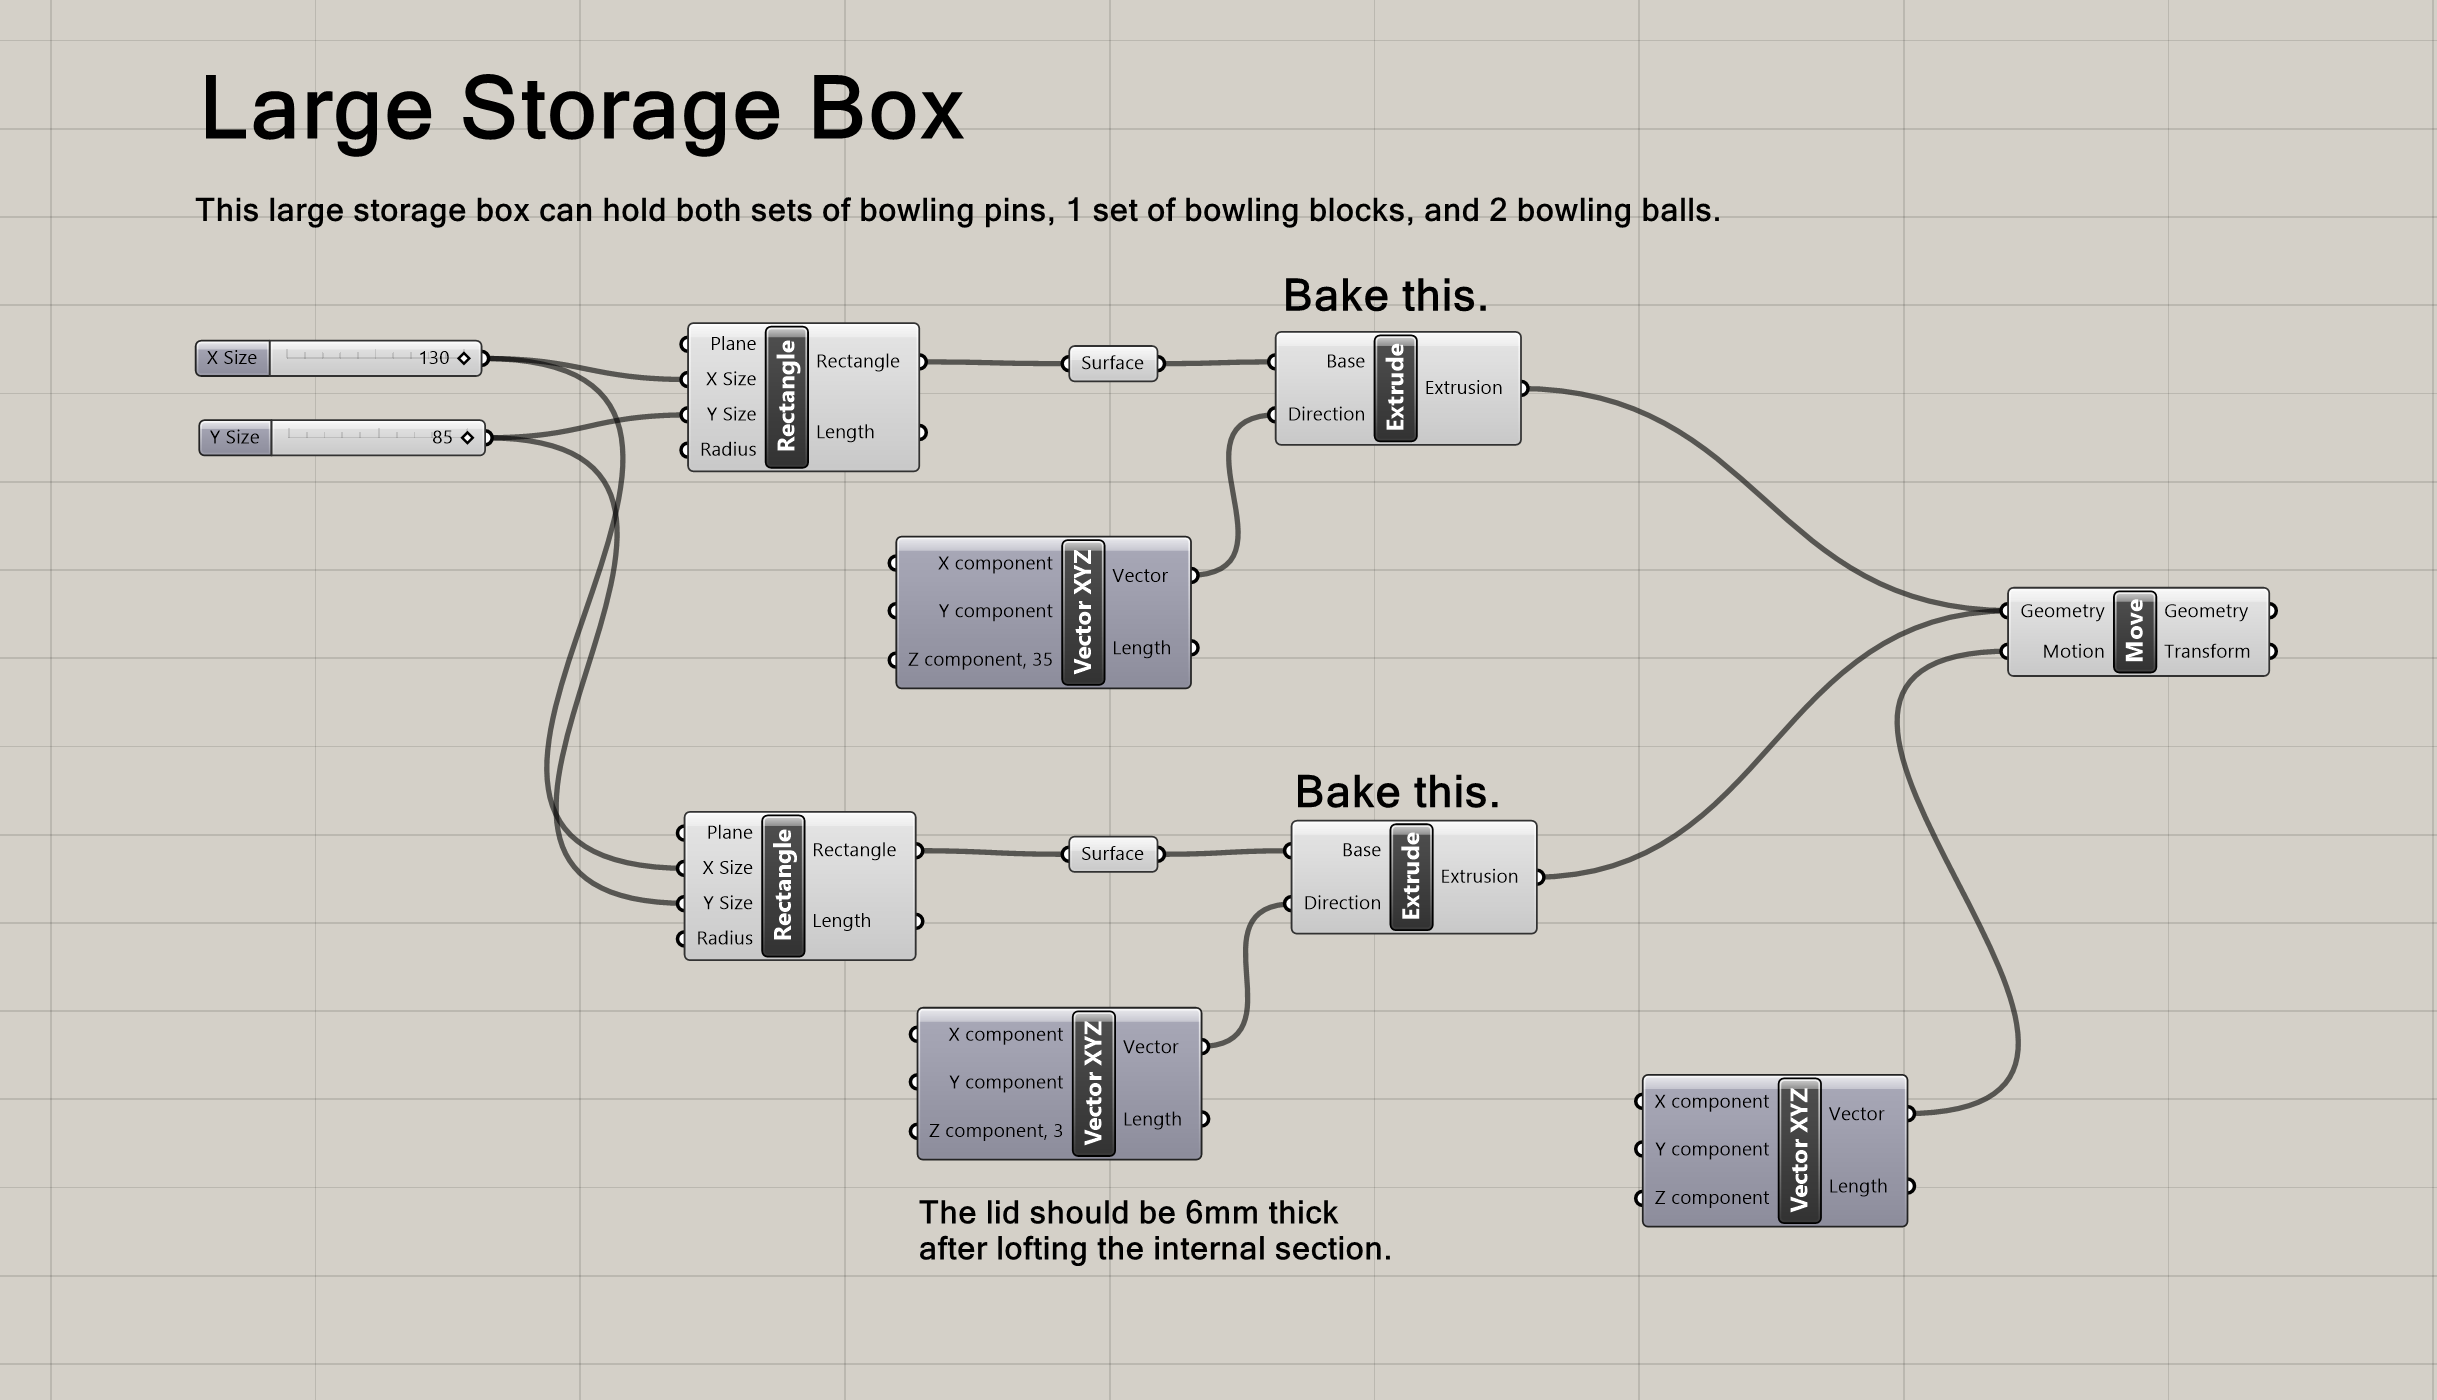 Large Storage Box
This large storage box can hold both sets of bowling pins, 1 set of bowling blocks, and 2 bowling balls.
Bake this.
X Size 130
Y Size 85
Plane
X Size
Y Size
Radius
Rectangle
Rectangle
Length
Surface
Base
Direction
Extrude
Extrusion
X component
Y component
Z component, 35
Vector XYZ
Vector
Length
Geometry
Motion
Move
Geometry
Transform
Bake this.
Plane
X Size
Y Size
Radius
Rectangle
Rectangle
Length
Surface
Base
Direction
Extrude
Extrusion
X component
Y component
Z component, 3
Vector XYZ
Vector
Length
X component
Y component
Z component
Vector XYZ
Vector
Length
The lid should be 6mm thick
after lofting the internal section.